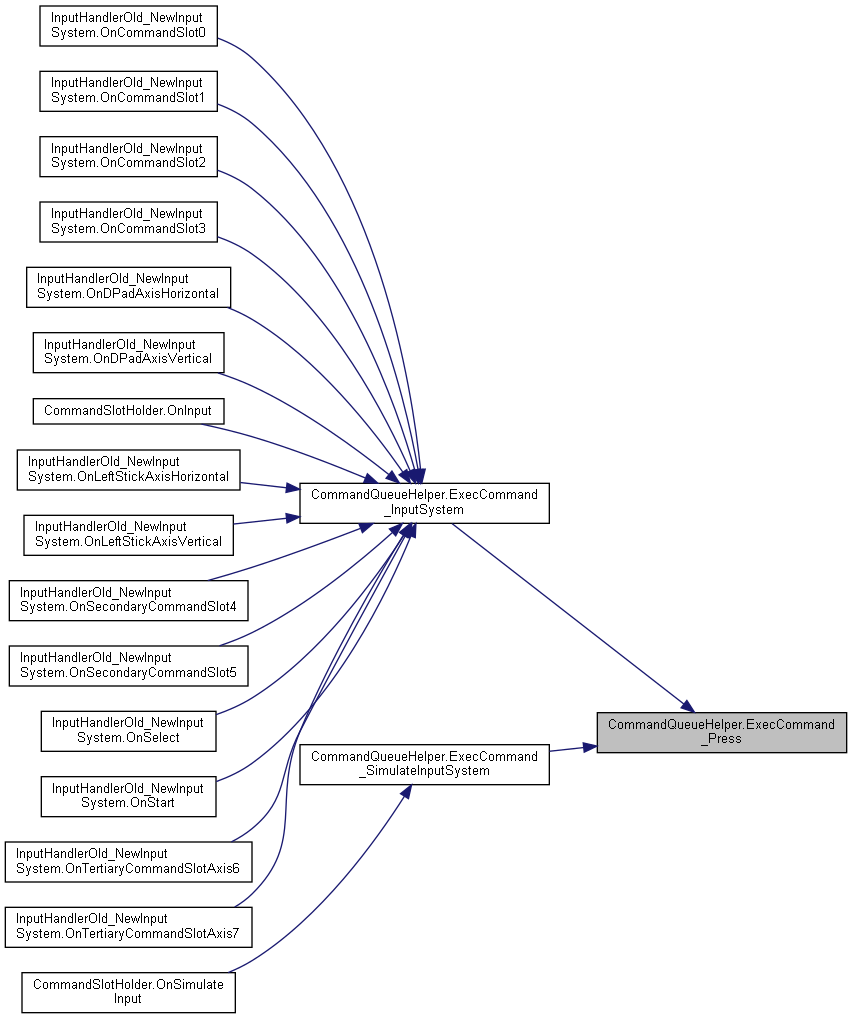 InputHandlerOld_NewInput
System.OnCommandSlot0
InputHandlerOld_NewInput
System.OnCommandSlot1
InputHandlerOld_NewInput
System.OnCommandSlot2
InputHandlerOld_NewInput
System.OnCommandSlot3
InputHandlerOld_NewInput
System.OnDPadAxisHorizontal
InputHandlerOld_NewInput
System.OnDPadAxisVertical
CommandSlotHolder.OnInput
InputHandlerOld_NewInput
System.OnLeftStickAxisHorizontal
CommandQueueHelper.ExecCommand
_InputSystem
InputHandlerOld_NewInput
System.OnLeftStickAxisVertical
InputHandlerOld_NewInput
System.OnSecondaryCommandSlot4
InputHandlerOld_NewInput
System.OnSecondaryCommandSlot5
InputHandlerOld_NewInput
System.OnSelect
CommandQueueHelper.ExecCommand
_Press
CommandQueueHelper.ExecCommand
_SimulateInputSystem
InputHandlerOld_NewInput
System.OnStart
InputHandlerOld_NewInput
System.OnTertiaryCommandSlotAxis6
InputHandlerOld_NewInput
System.OnTertiaryCommandSlotAxis7
CommandSlotHolder.OnSimulate
Input